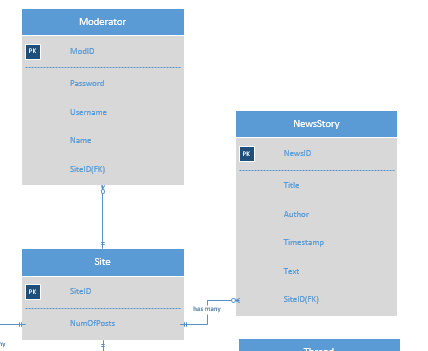 Moderator
PK
ModID
Password
Username
Name
SiteID(FK)
NewsStory
PK
NewsID
Title
Author
Timestamp
Text
SiteID(FK)
Site
PK
SiteID
NumOfPosts
has many